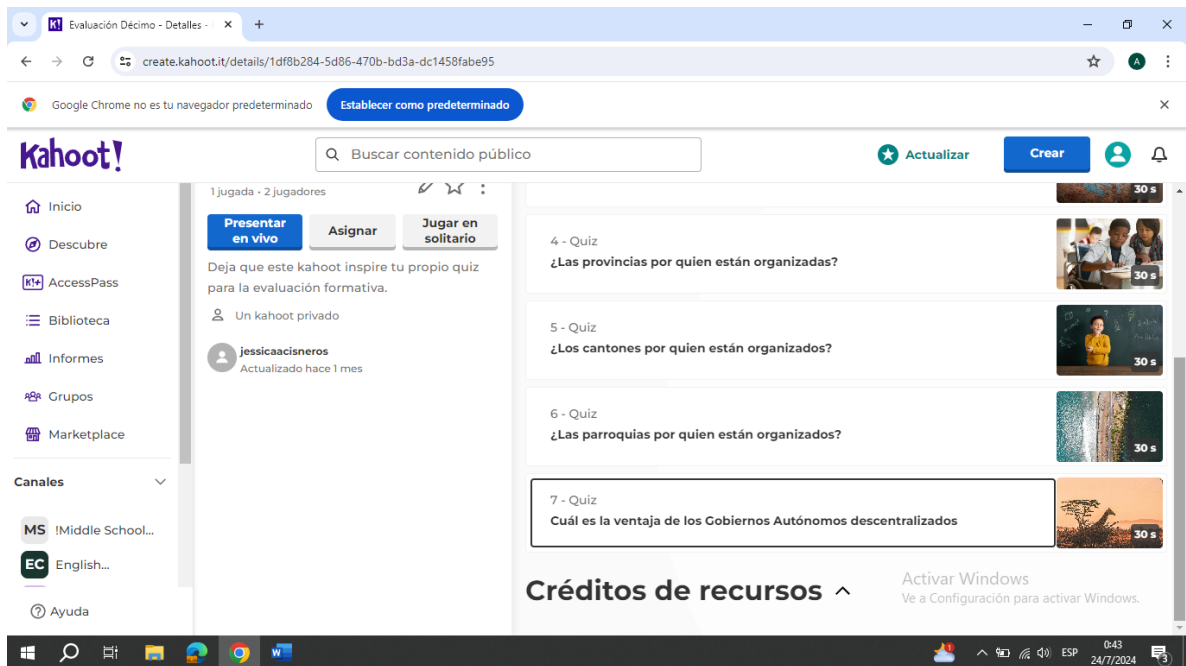 Evaluación Décimo - Detalles -
create.kahoot.it/details/1df8b284-5d86-470b-bd3a-dc1458fabe95
A
Google Chrome no es tu navegador predeterminado
Establecer como predeterminado
Kahoot!
Buscar contenido público
Actualizar
Crear
Inicio
Descubre
K!+ AccessPass
Biblioteca
Informes
Grupos
Marketplace
Canales
MS !Middle School...
EC English...
Ayuda
1 jugada · 2 jugadores
Presentar
en vivo
Asignar
Jugar en
solitario
Deja que este kahoot inspire tu propio quiz
para la evaluación formativa.
Un kahoot privado
jessicaacisneros
Actualizado hace 1 mes
30 s
4 - Quiz
¿Las provincias por quien están organizadas?
30 s
5 - Quiz
¿Los cantones por quien están organizados?
30 s
6 - Quiz
¿Las parroquias por quien están organizados?
30 s
7 - Quiz
Cuál es la ventaja de los Gobiernos Autónomos descentralizados
30 s
Créditos de recursos
Activar Windows
Ve a Configuración para activar Windows.
ESP
0:43
24/7/2024
3